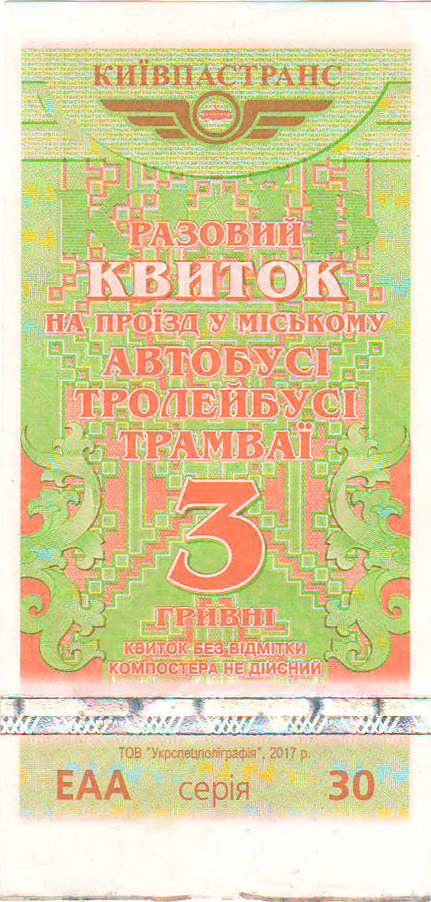 КИЇВПАСТРАНС
КИЇВ
РАЗОВИЙ
КВИТОК
НА ПРОЇЗД У МІСЬКОМУ
АВТОБУСІ
ТРОЛЕЙБУСІ
ТРАМВАЇ
3
ГРИВНІ
КВИТОК БЕЗ ВІДМІТКИ
КОМПОСТЕРА НЕ ДІЙСНИЙ
ТОВ "Укрспецполіграфія", 2017 р.
ЕАА серія 30